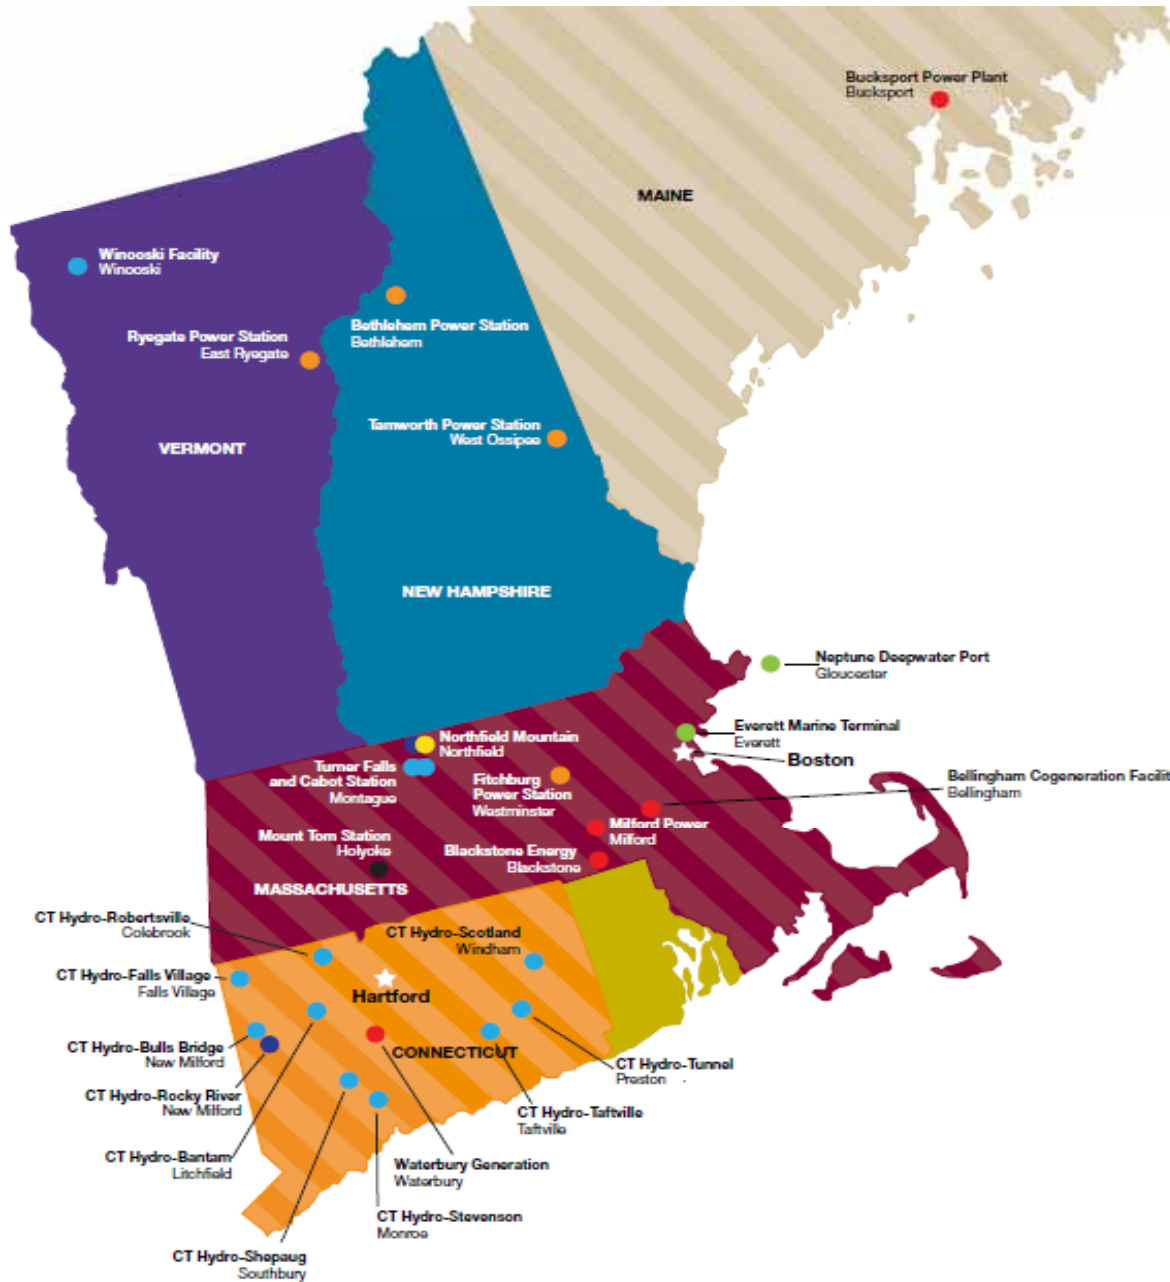 Bucksport Power Plant
Bucksport
MAINE
Winooski Facility
Winooski
Bethlehem Power Station
Bethlehem
Ryegate Power Station
East Ryegate
Tamworth Power Station
West Ossipee
VERMONT
NEW HAMPSHIRE
Neptune Deepwater Port
Gloucester
Everett Marine Terminal
Everett
Boston
Northfield Mountain
Northfield
Turner Falls
and Cabot Station
Montague
Fitchburg
Power Station
Westminster
Bellingham Cogeneration Facilit
Bellingham
Milford Power
Milford
Mount Tom Station
Holyoke
Blackstone Energy
Blackstone
MASSACHUSETTS
CT Hydro-Robertsville
Colebrook
CT Hydro-Scotland
Windham
CT Hydro-Falls Village
Falls Village
Hartford
CT Hydro-Bulls Bridge
New Milford
CONNECTICUT
CT Hydro-Tunnel
Preston
CT Hydro-Rocky River
New Milford
CT Hydro-Taftville
Taftville
CT Hydro-Bantam
Litchfield
Waterbury Generation
Waterbury
CT Hydro-Stevenson
Monroe
CT Hydro-Shepaug
Southbury